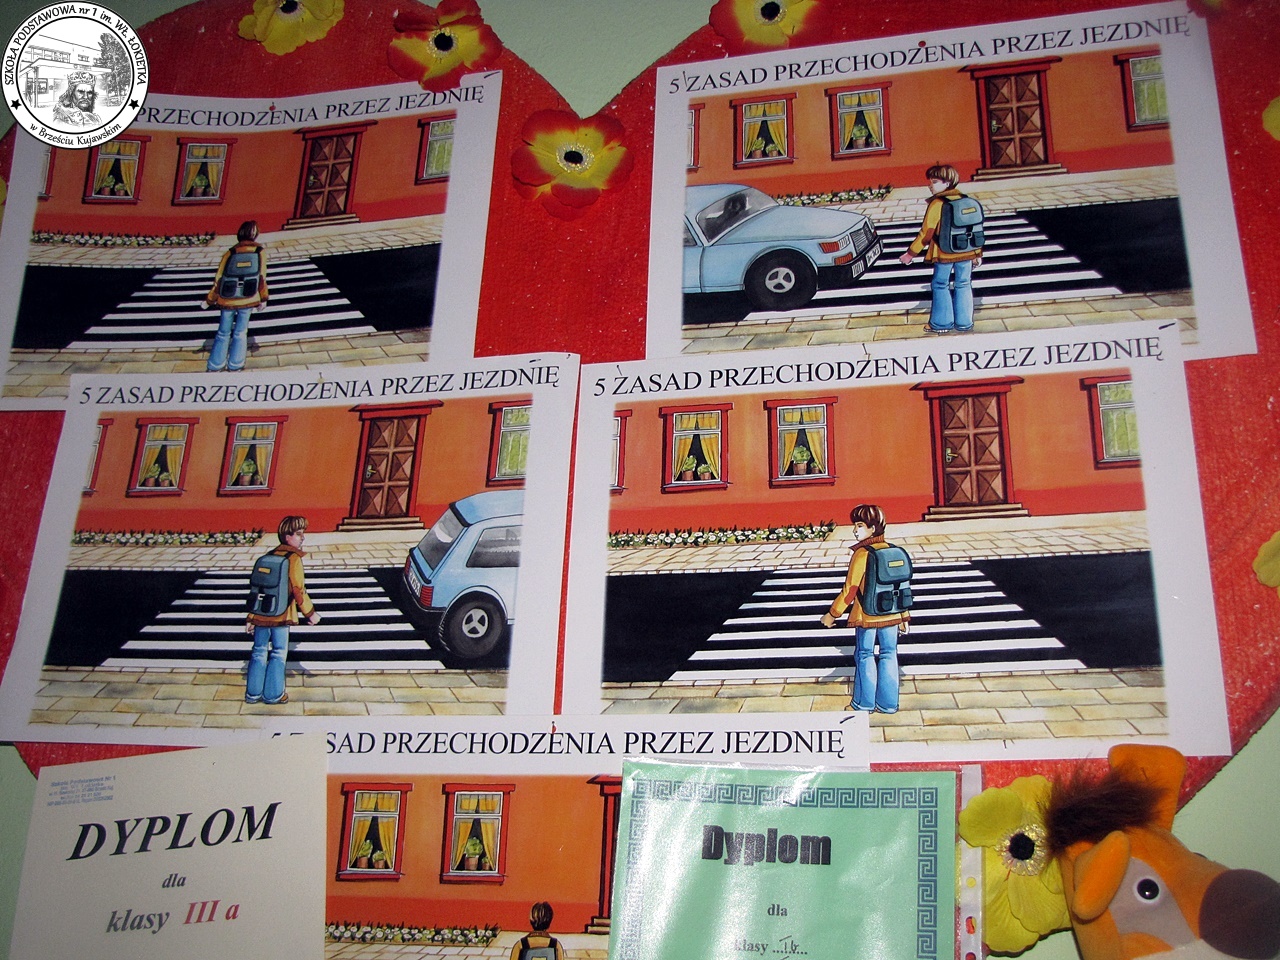 SZKOŁA PODSTAWOWA nr 1 im. WŁ. ŁOKIETKA
w Brześciu Kujawskim
PRZECHODZENIA PRZEZ JEZDNIĘ
5 ZASAD PRZECHODZENIA PRZEZ JEZDNIĘ
5 ZASAD PRZECHODZENIA PRZEZ JEZDNIĘ
5 ZASAD PRZECHODZENIA PRZEZ JEZDNIĘ
5 ZASAD PRZECHODZENIA PRZEZ JEZDNIĘ
DYPLOM
dla
klasy III a
Dyplom
dla
klasy